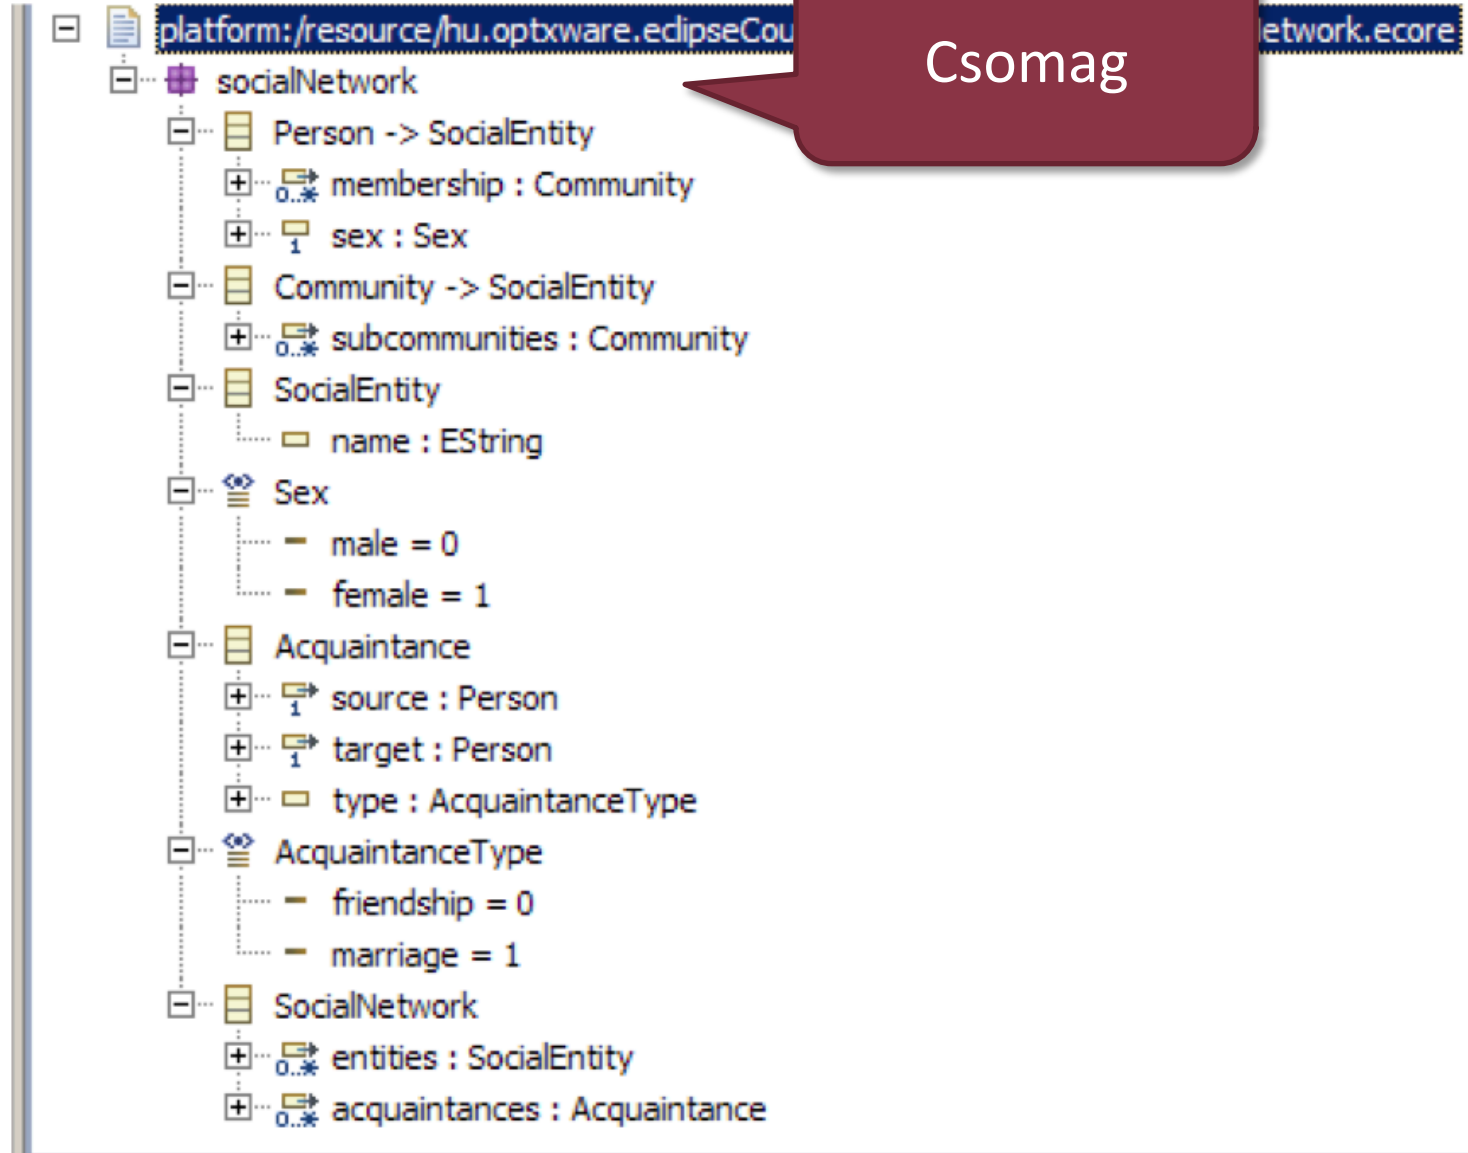 platform:/resource/hu.optxware.eclipseCou etwork.ecore
Csomag
socialNetwork
Person -> SocialEntity
0..* membership : Community
1 sex : Sex
Community -> SocialEntity
0..* subcommunities : Community
SocialEntity
name : EString
Sex
male = 0
female = 1
Acquaintance
1 source : Person
1 target : Person
type : AcquaintanceType
AcquaintanceType
friendship = 0
marriage = 1
SocialNetwork
0..* entities : SocialEntity
0..* acquaintances : Acquaintance